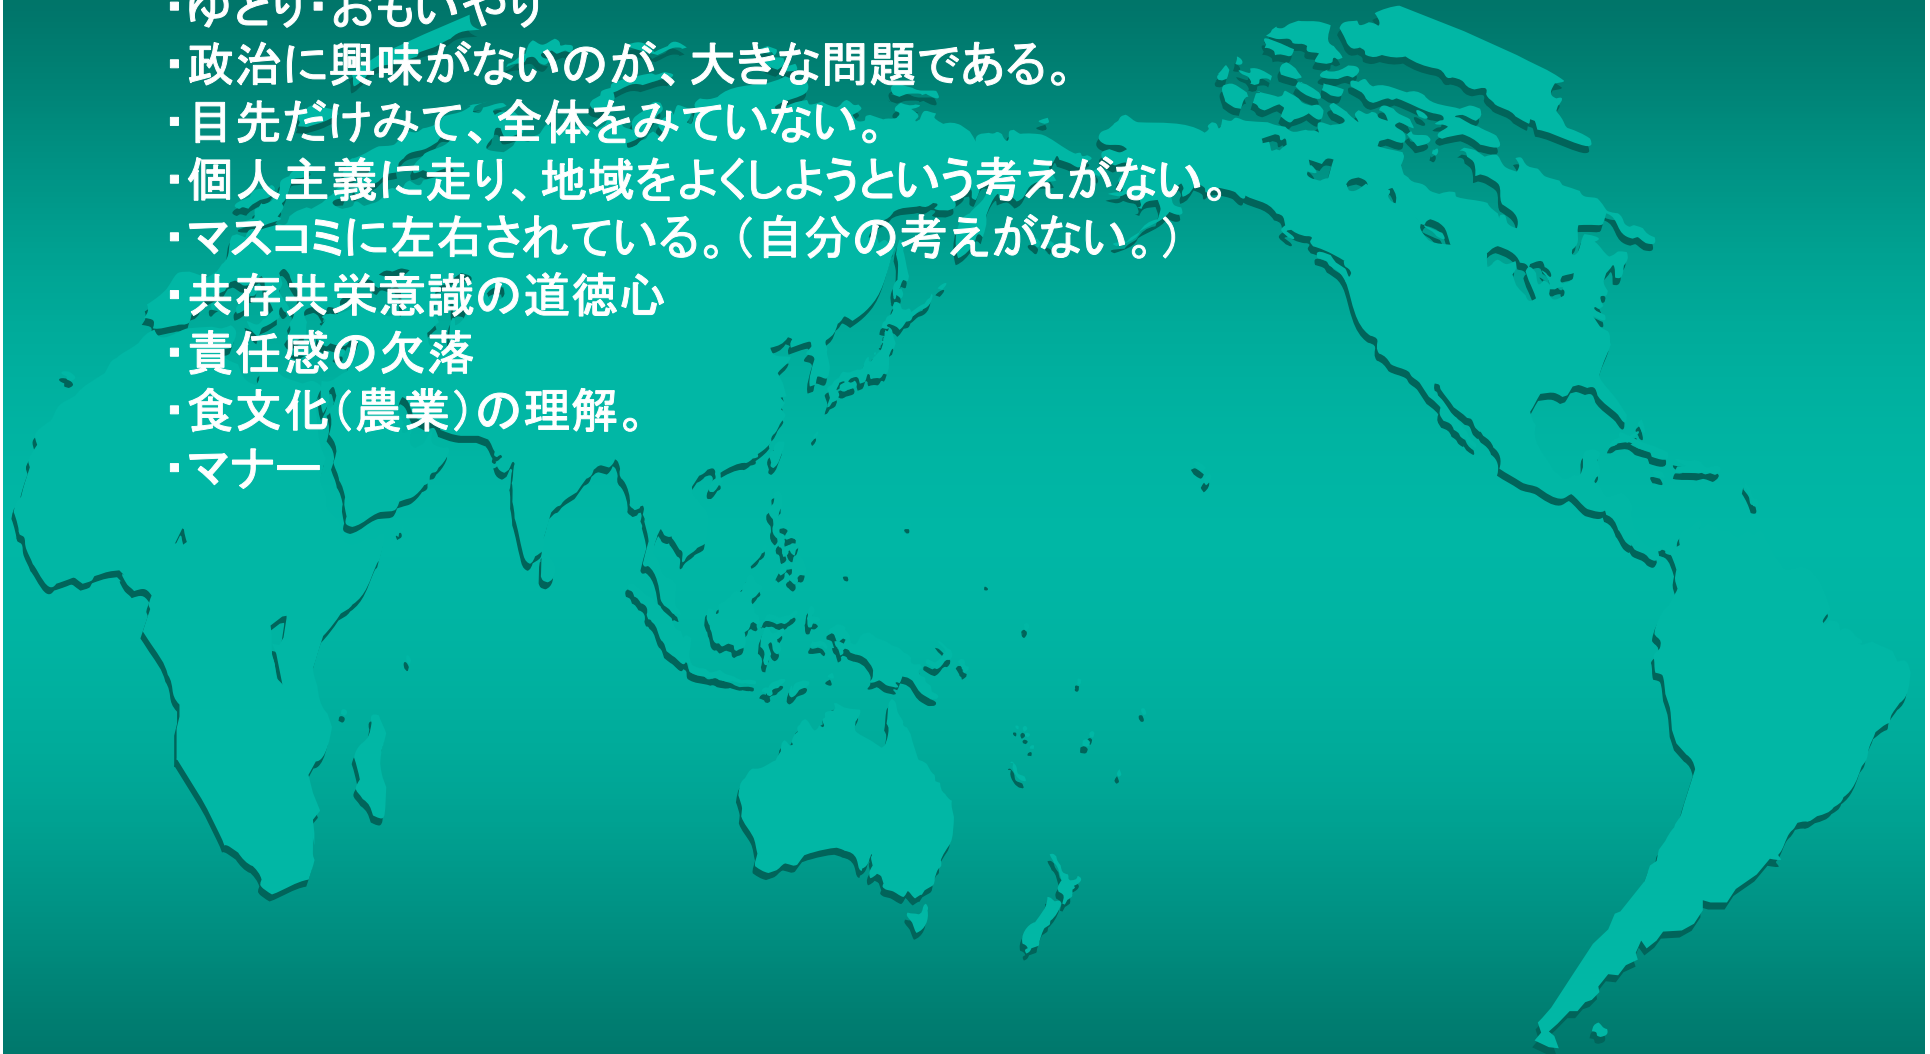 ・ゆとり・おもいやり
・政治に興味がないのが、大きな問題である。
・目先だけみて、全体をみていない。
・個人主義に走り、地域をよくしようという考えがない。
・マスコミに左右されている。（自分の考えがない。）
・共存共栄意識の道徳心
・責任感の欠落
・食文化（農業）の理解。
・マナー